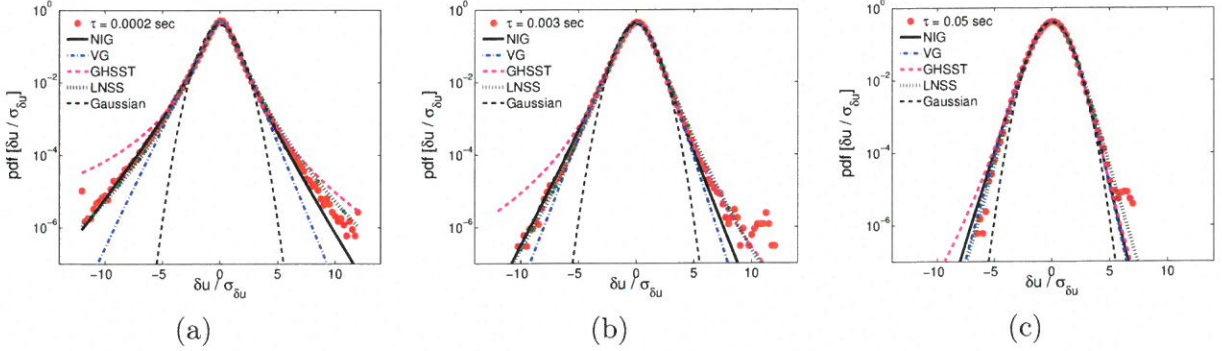 10^0
10^-2
10^-4
10^-6
pdf [δu / σ_δu]
τ = 0.0002 sec
NIG
VG
GHSST
LNSS
Gaussian
-10 -5 0 5 10
δu / σ_δu
(a)
10^0
10^-2
10^-4
10^-6
pdf [δu / σ_δu]
τ = 0.003 sec
NIG
VG
GHSST
LNSS
Gaussian
-10 -5 0 5 10
δu / σ_δu
(b)
10^0
10^-2
10^-4
10^-6
pdf [δu / σ_δu]
τ = 0.05 sec
NIG
VG
GHSST
LNSS
Gaussian
-10 -5 0 5 10
δu / σ_δu
(c)